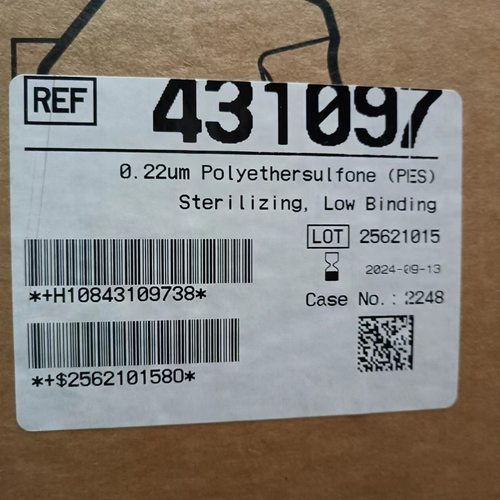 REF 431097
0.22um Polyethersulfone (PES)
Sterilizing, Low Binding
LOT 25621015
2024-09-13
*+H10843109738*
Case No.: 2248
*+$2562101580*